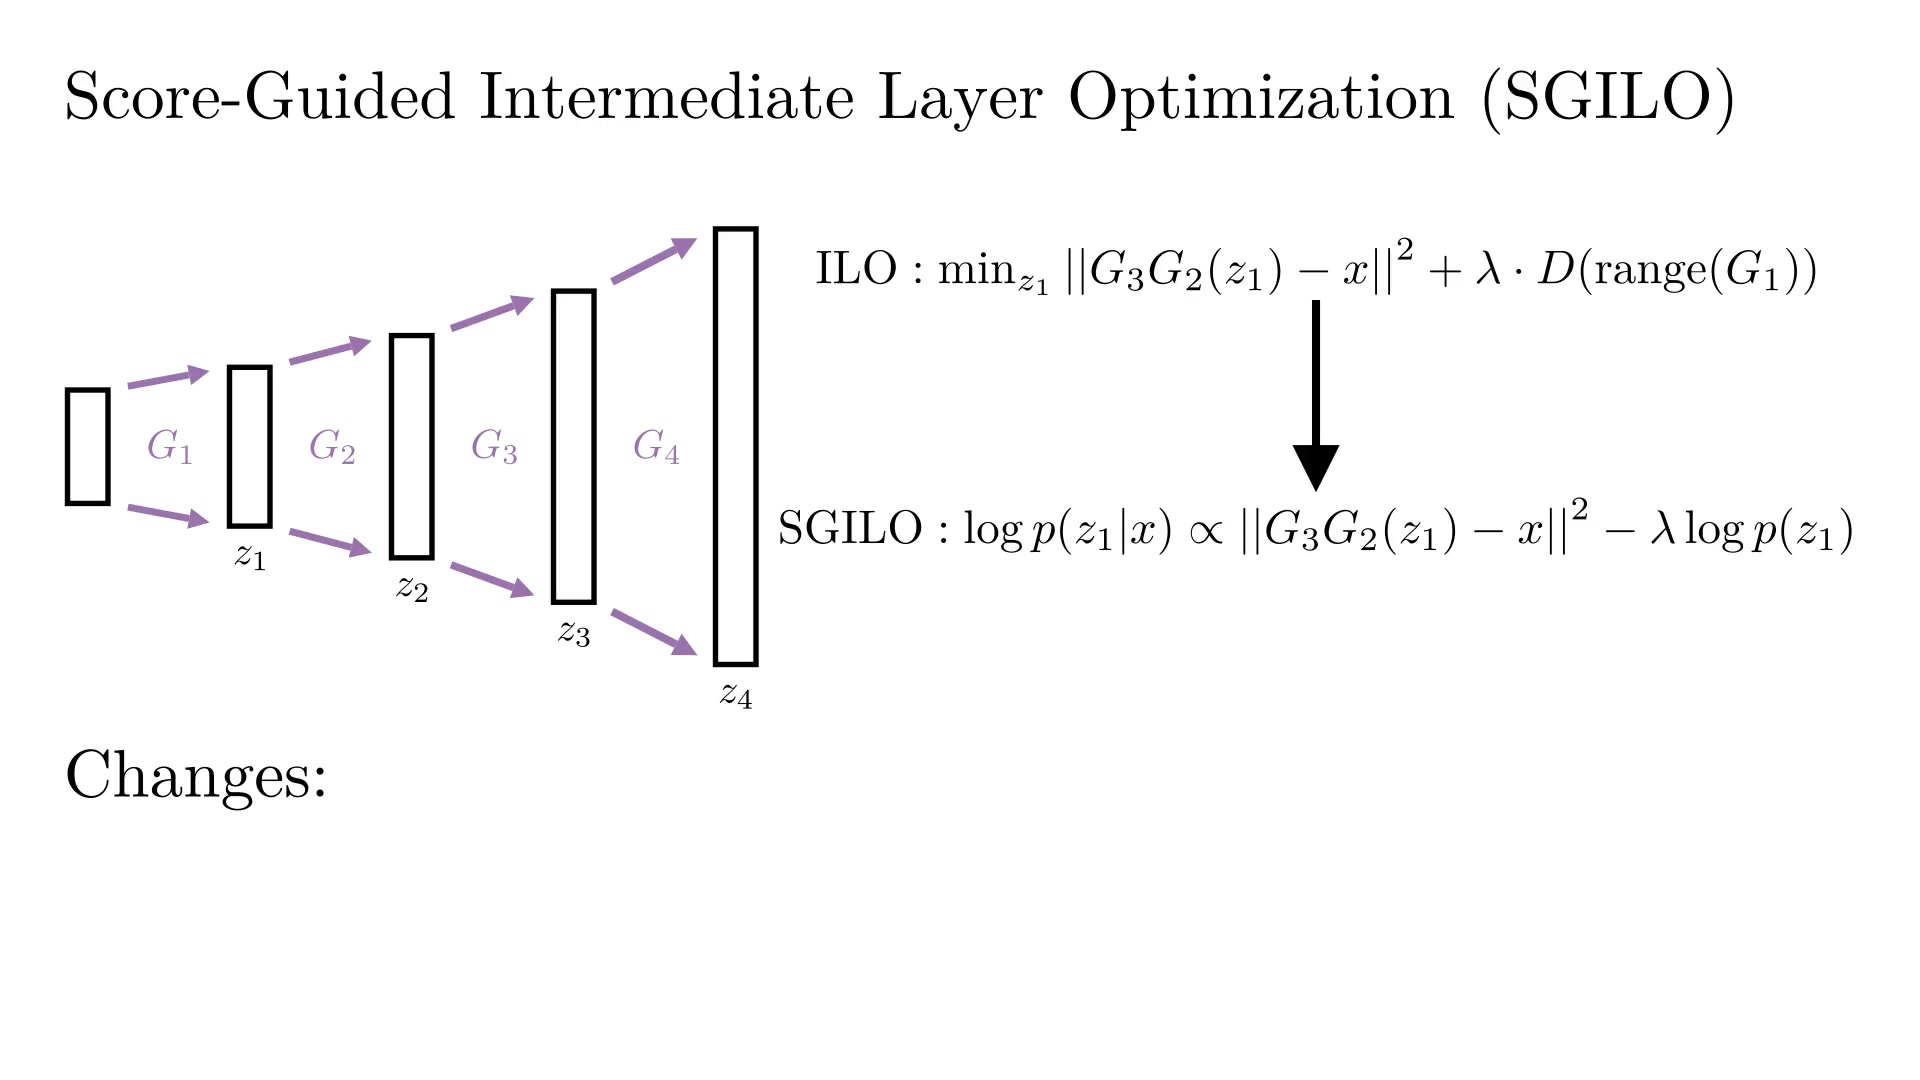 Score-Guided Intermediate Layer Optimization (SGILO)
ILO : min_{z_1} ||G_3G_2(z_1) − x||^2 + λ · D(range(G_1))
G_1 G_2 G_3 G_4
SGILO : log p(z_1|x) ∝ ||G_3G_2(z_1) − x||^2 − λ log p(z_1)
z_1
z_2
z_3
z_4
Changes: